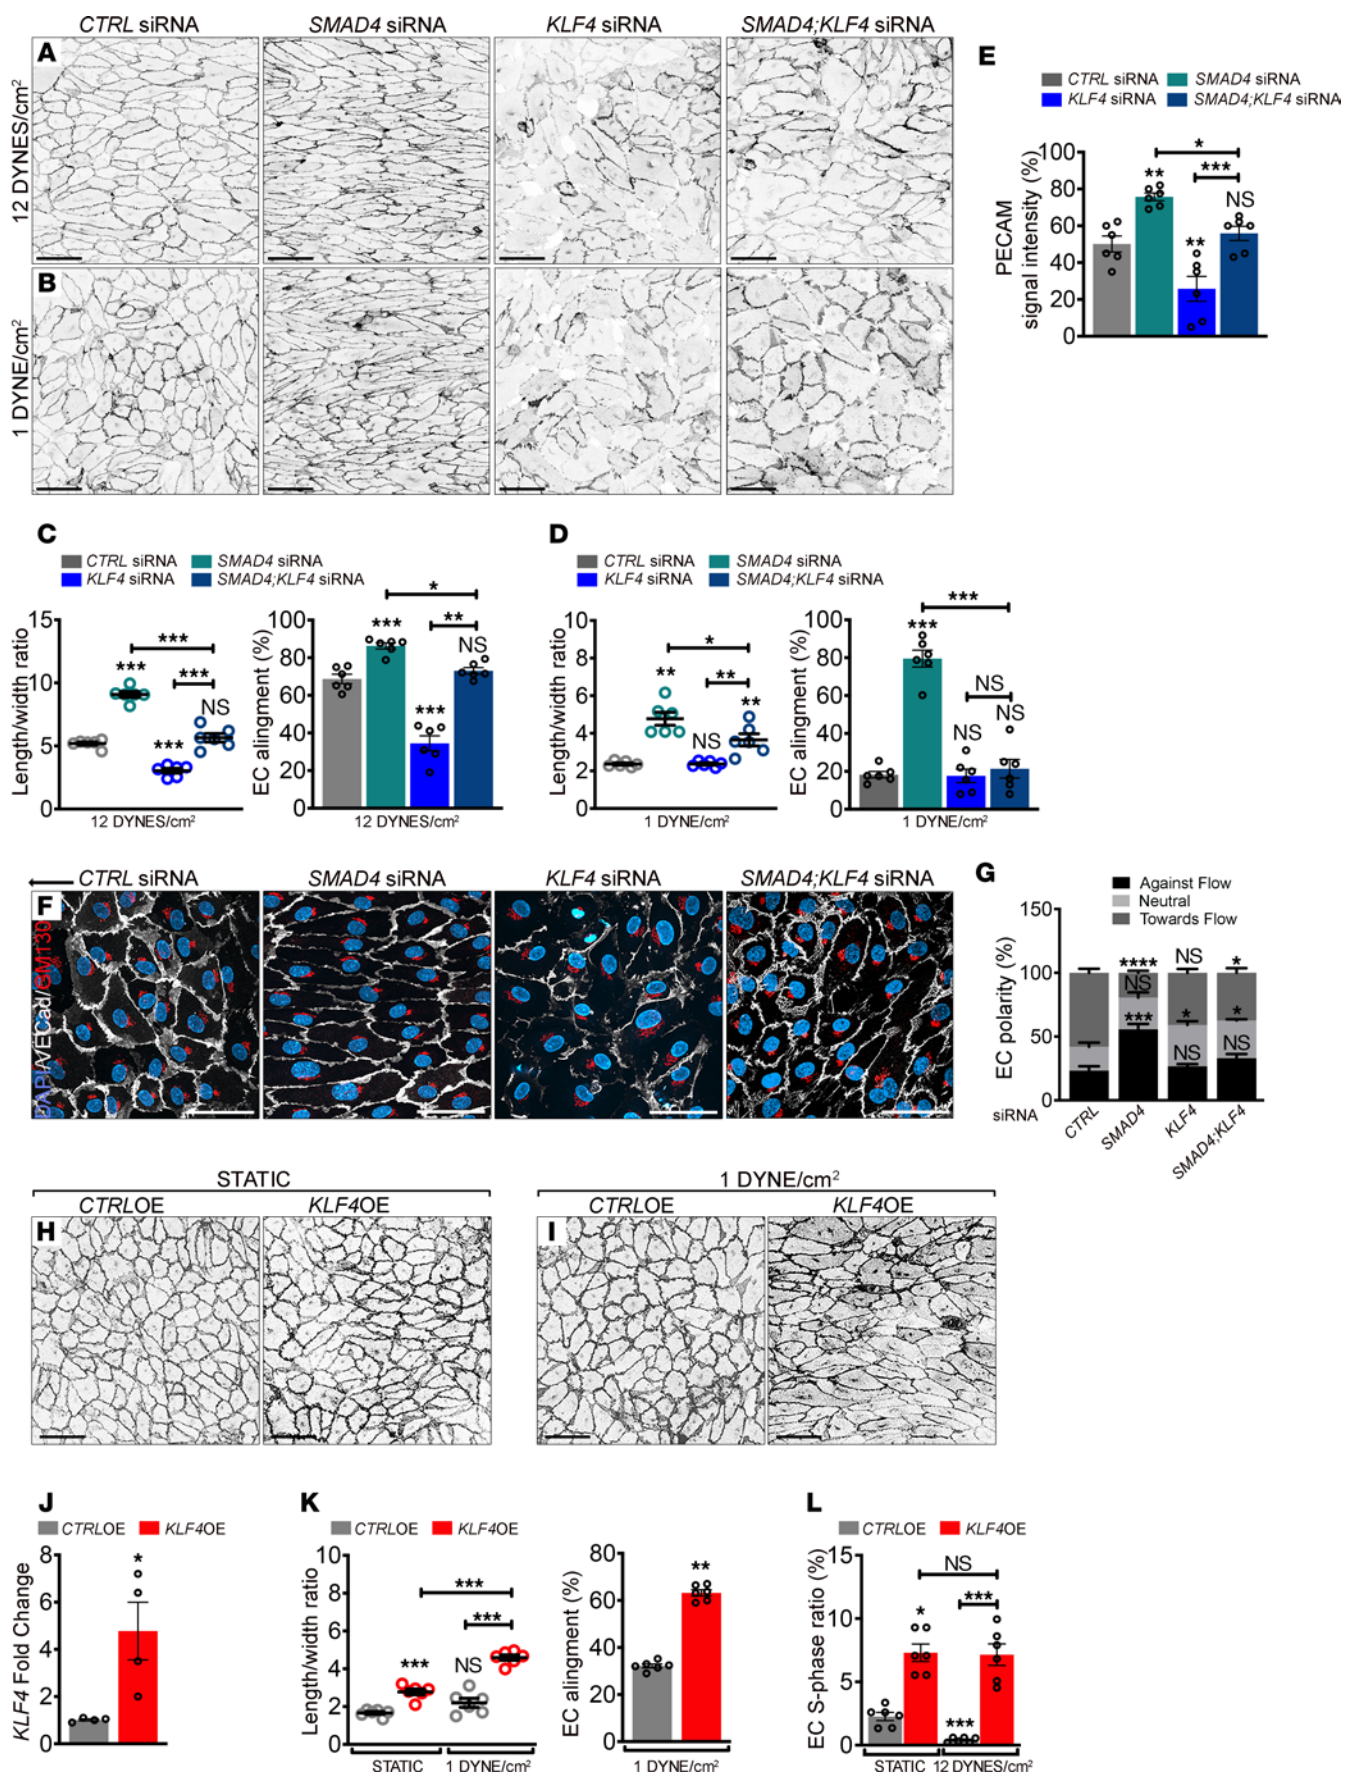 CTRL siRNA SMAD4 siRNA KLF4 siRNA SMAD4;KLF4 siRNA
A
12 DYNES/cm²
B
1 DYNE/cm²
E
CTRL siRNA SMAD4 siRNA
KLF4 siRNA SMAD4;KLF4 siRNA
PECAM
signal intensity (%)
100
80
60
40
20
0
** ** NS * ***
C
CTRL siRNA SMAD4 siRNA
KLF4 siRNA SMAD4;KLF4 siRNA
Length/width ratio
15
10
5
0
*** *** NS *** ***
12 DYNES/cm²
EC alingment (%)
100
80
60
40
20
0
*** *** NS * **
12 DYNES/cm²
D
CTRL siRNA SMAD4 siRNA
KLF4 siRNA SMAD4;KLF4 siRNA
Length/width ratio
10
8
6
4
2
0
** NS ** * **
1 DYNE/cm²
EC alingment (%)
100
80
60
40
20
0
*** NS NS *** NS
1 DYNE/cm²
CTRL siRNA SMAD4 siRNA KLF4 siRNA SMAD4;KLF4 siRNA
F
DAPI/VECad/GM130
G
Against Flow
Neutral
Towards Flow
EC polarity (%)
150
100
50
0
**** NS *
NS * *
*** NS NS
siRNA
CTRL SMAD4 KLF4 SMAD4;KLF4
STATIC
CTRLOE KLF4OE
H
1 DYNE/cm²
CTRLOE KLF4OE
I
J
CTRLOE KLF4OE
KLF4 Fold Change
8
6
4
2
0
*
K
CTRLOE KLF4OE
Length/width ratio
10
8
6
4
2
0
*** NS *** ***
STATIC 1 DYNE/cm²
EC alingment (%)
80
60
40
20
0
**
1 DYNE/cm²
L
CTRLOE KLF4OE
EC S-phase ratio (%)
15
10
5
0
* *** NS ***
STATIC 12 DYNES/cm²